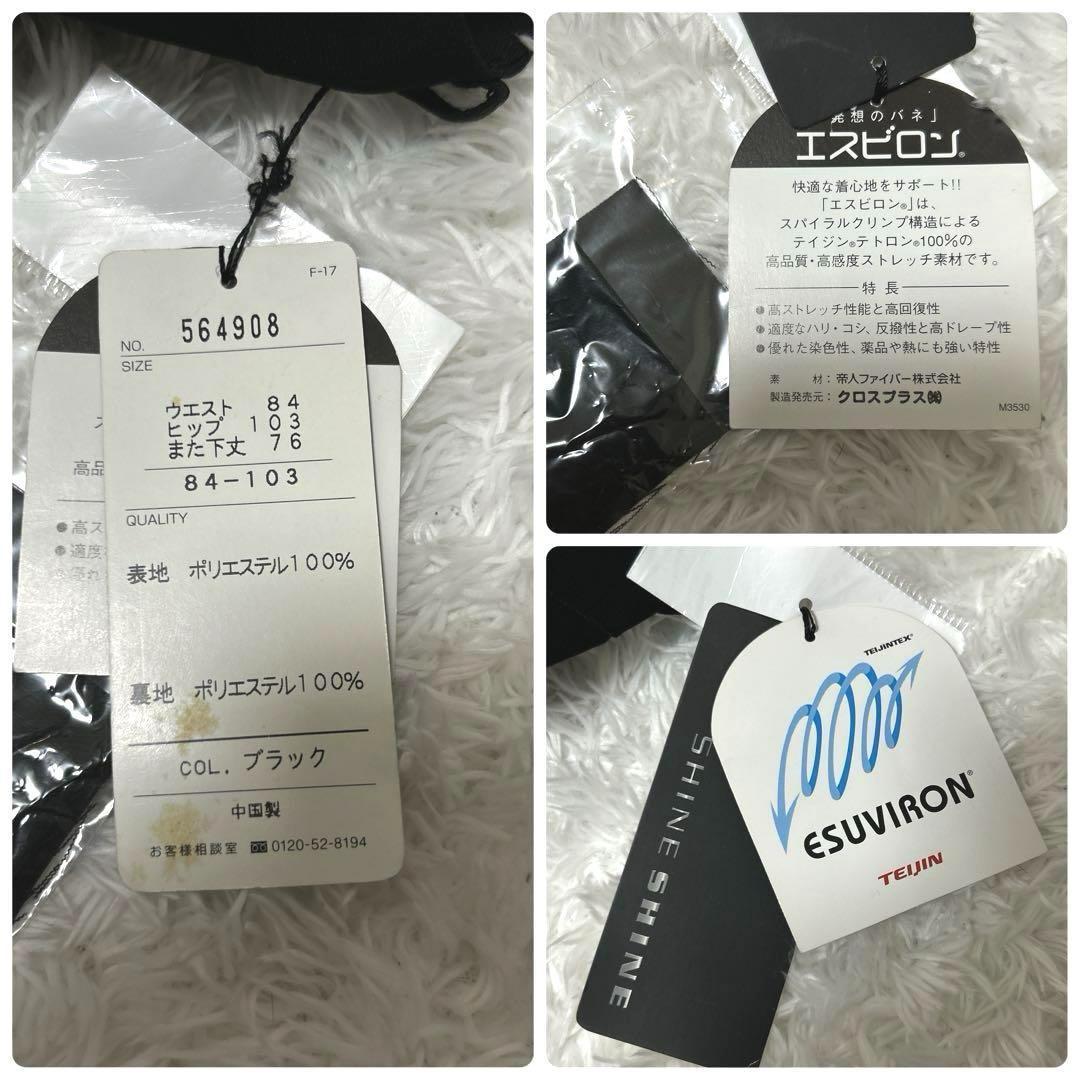 F-17
NO. 564908
SIZE
ウエスト 84
ヒップ 103
また下丈 76
84-103
QUALITY
表地 ポリエステル100%
裏地 ポリエステル100%
COL. ブラック
中国製
お客様相談室 0120-52-8194
高品
高ス
適度
優れ
発想のバネ」
エスビロン®
快適な着心地をサポート!!
「エスビロン®」は、
スパイラルクリンプ構造による
テイジン®テトロン®100%の
高品質・高感度ストレッチ素材です。
特長
●高ストレッチ性能と高回復性
●適度なハリ・コシ、反撥性と高ドレープ性
●優れた染色性、薬品や熱にも強い特性
素材:帝人ファイバー株式会社
製造発売元:クロスプラス㈱
M3530
SHINE SHINE
TEIJINTEX®
ESUVIRON®
TEIJIN